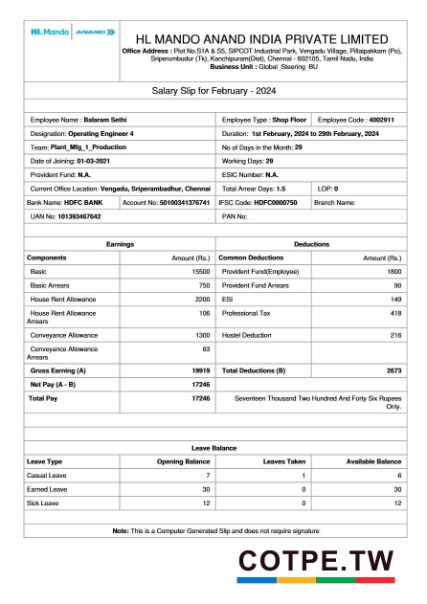 HL Mando ANAND
HL MANDO ANAND INDIA PRIVATE LIMITED
Office Address : Plot No.S1A & S5, SIPCOT Industrial Park, Vengadu Village, Pillaipakkam (Po),
Sriperumbudur (Tk), Kanchipuram(Dist), Chennai - 602105, Tamil Nadu, India
Business Unit : Global_Steering_BU
Salary Slip for February - 2024
Employee Name : Balaram Sethi Employee Type : Shop Floor Employee Code : 4002911
Designation: Operating Engineer 4 Duration: 1st February, 2024 to 29th February, 2024
Team: Plant_Mfg_1_Production No of Days in the Month: 29
Date of Joining: 01-03-2021 Working Days: 29
Provident Fund: N.A. ESIC Number: N.A.
Current Office Location: Vengadu, Sriperambadhur, Chennai Total Arrear Days: 1.5 LOP: 0
Bank Name: HDFC BANK Account No: 50100341376741 IFSC Code: HDFC0000750 Branch Name:
UAN No: 101393467642 PAN No:
Earnings Deductions
Components Amount (Rs.) Common Deductions Amount (Rs.)
Basic 15500 Provident Fund(Employee) 1800
Basic Arrears 750 Provident Fund Arrears 90
House Rent Allowance 2200 ESI 149
House Rent Allowance 106 Professional Tax 418
Arrears
Conveyance Allowance 1300 Hostel Deduction 216
Conveyance Allowance 63
Arrears
Gross Earning (A) 19919 Total Deductions (B) 2673
Net Pay (A - B) 17246
Total Pay 17246 Seventeen Thousand Two Hundred And Forty Six Rupees
Only.
Leave Balance
Leave Type Opening Balance Leaves Taken Available Balance
Casual Leave 7 1 6
Earned Leave 30 0 30
Sick Leave 12 0 12
Note: This is a Computer Generated Slip and does not require signature
COTPE.TW